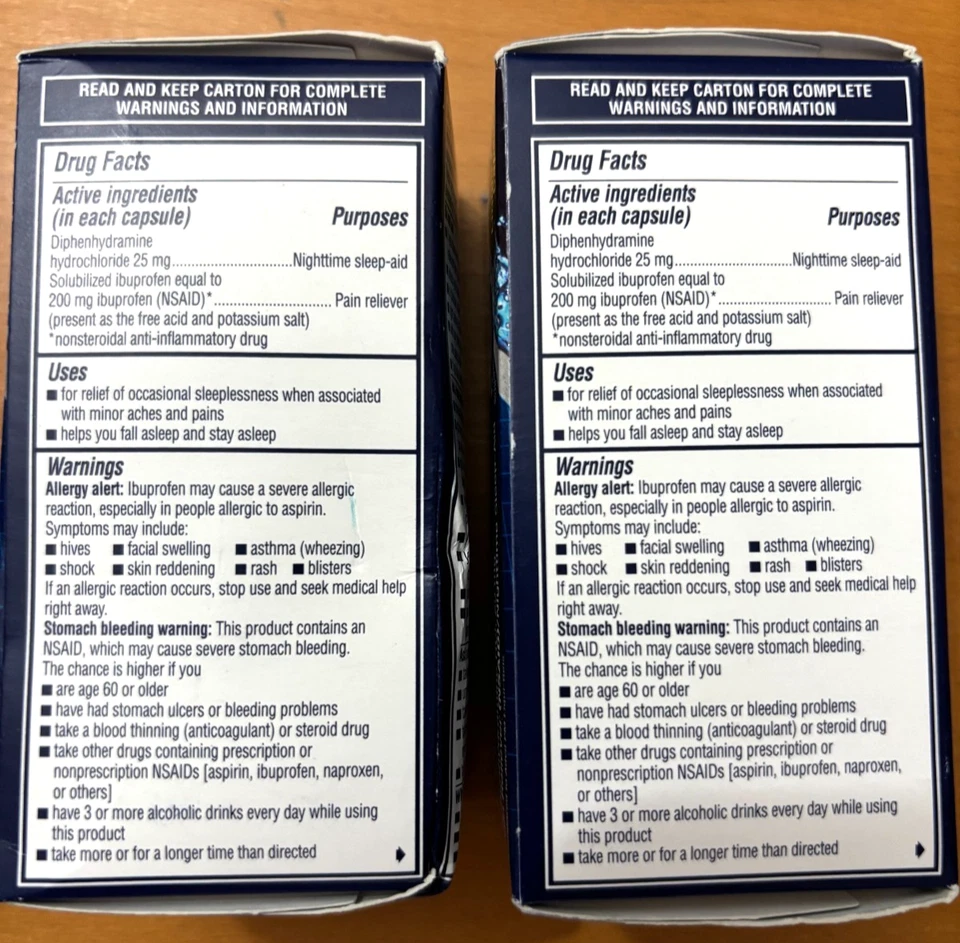 READ AND KEEP CARTON FOR COMPLETE
WARNINGS AND INFORMATION
Drug Facts
Active ingredients
(in each capsule) Purposes
Diphenhydramine
hydrochloride 25 mg..............................Nighttime sleep-aid
Solubilized ibuprofen equal to
200 mg ibuprofen (NSAID)*............................. Pain reliever
(present as the free acid and potassium salt)
*nonsteroidal anti-inflammatory drug
Uses
■ for relief of occasional sleeplessness when associated
with minor aches and pains
■ helps you fall asleep and stay asleep
Warnings
Allergy alert: Ibuprofen may cause a severe allergic
reaction, especially in people allergic to aspirin.
Symptoms may include:
■ hives ■ facial swelling ■ asthma (wheezing)
■ shock ■ skin reddening ■ rash ■ blisters
If an allergic reaction occurs, stop use and seek medical help
right away.
Stomach bleeding warning: This product contains an
NSAID, which may cause severe stomach bleeding.
The chance is higher if you
■ are age 60 or older
■ have had stomach ulcers or bleeding problems
■ take a blood thinning (anticoagulant) or steroid drug
■ take other drugs containing prescription or
nonprescription NSAIDs [aspirin, ibuprofen, naproxen,
or others]
■ have 3 or more alcoholic drinks every day while using
this product
■ take more or for a longer time than directed
READ AND KEEP CARTON FOR COMPLETE
WARNINGS AND INFORMATION
Drug Facts
Active ingredients
(in each capsule) Purposes
Diphenhydramine
hydrochloride 25 mg.............................Nighttime sleep-aid
Solubilized ibuprofen equal to
200 mg ibuprofen (NSAID)*............................ Pain reliever
(present as the free acid and potassium salt)
*nonsteroidal anti-inflammatory drug
Uses
■ for relief of occasional sleeplessness when associated
with minor aches and pains
■ helps you fall asleep and stay asleep
Warnings
Allergy alert: Ibuprofen may cause a severe allergic
reaction, especially in people allergic to aspirin.
Symptoms may include:
■ hives ■ facial swelling ■ asthma (wheezing)
■ shock ■ skin reddening ■ rash ■ blisters
If an allergic reaction occurs, stop use and seek medical help
right away.
Stomach bleeding warning: This product contains an
NSAID, which may cause severe stomach bleeding.
The chance is higher if you
■ are age 60 or older
■ have had stomach ulcers or bleeding problems
■ take a blood thinning (anticoagulant) or steroid drug
■ take other drugs containing prescription or
nonprescription NSAIDs [aspirin, ibuprofen, naproxen,
or others]
■ have 3 or more alcoholic drinks every day while using
this product
■ take more or for a longer time than directed